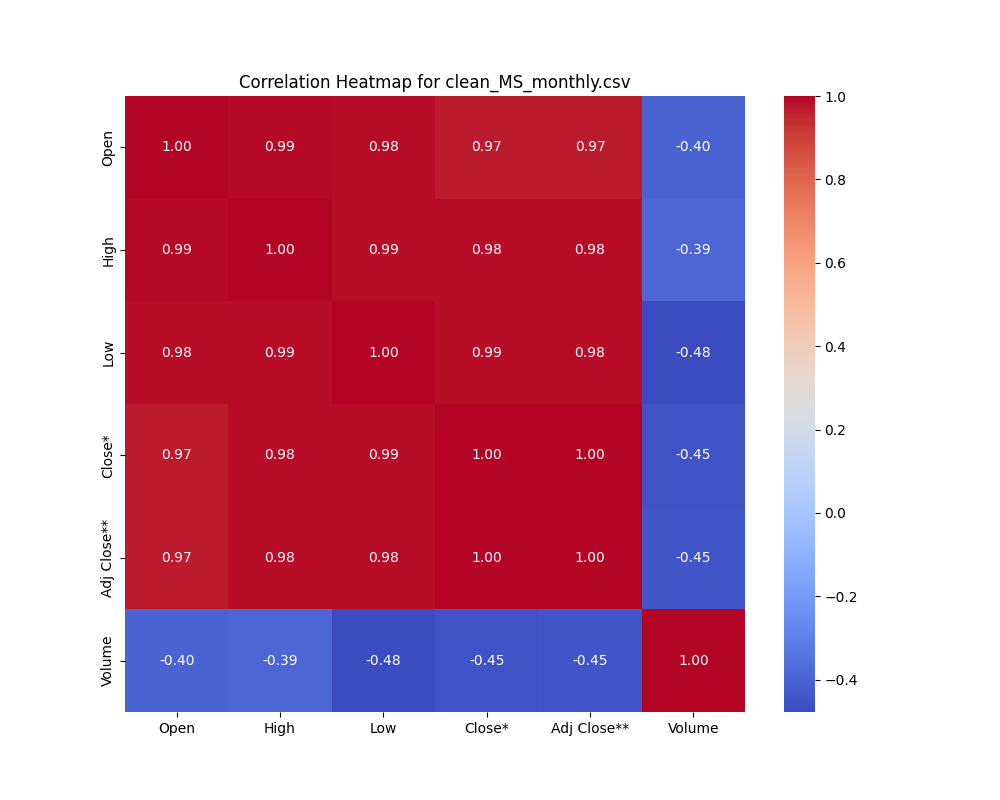 Correlation Heatmap for clean_MS_monthly.csv
Open 1.00 0.99 0.98 0.97 0.97 -0.40
High 0.99 1.00 0.99 0.98 0.98 -0.39
Low 0.98 0.99 1.00 0.99 0.98 -0.48
Close* 0.97 0.98 0.99 1.00 1.00 -0.45
Adj Close** 0.97 0.98 0.98 1.00 1.00 -0.45
Volume -0.40 -0.39 -0.48 -0.45 -0.45 1.00
Open High Low Close* Adj Close** Volume
1.0
0.8
0.6
0.4
0.2
0.0
−0.2
−0.4